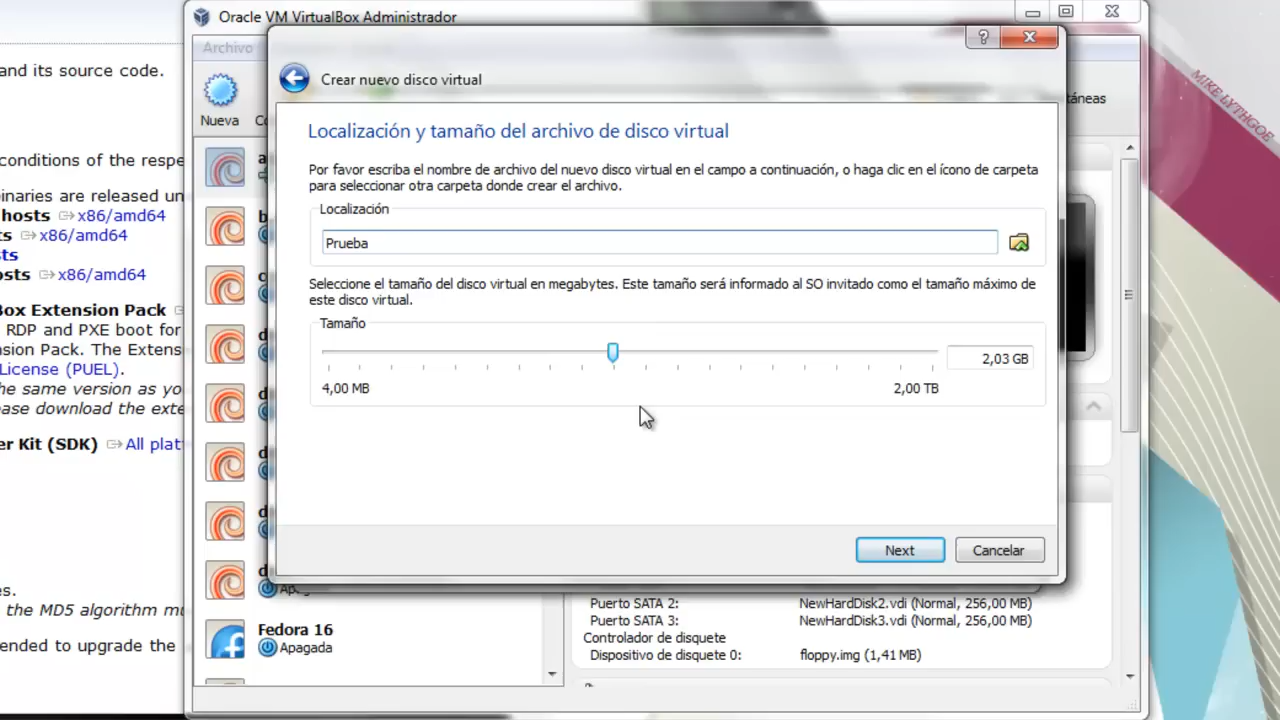 Oracle VM VirtualBox Administrador
Archivo
and its source code.
?
Crear nuevo disco virtual
Nueva
táneas
Localización y tamaño del archivo de disco virtual
conditions of the respe
Por favor escriba el nombre de archivo del nuevo disco virtual en el campo a continuación, o haga clic en el ícono de carpeta
para seleccionar otra carpeta donde crear el archivo.
inaries are released un
hosts x86/amd64
Localización
ts x86/amd64
Prueba
sts
osts x86/amd64
Seleccione el tamaño del disco virtual en megabytes. Este tamaño será informado al SO invitado como el tamaño máximo de
este disco virtual.
Box Extension Pack
Tamaño
RDP and PXE boot for
nsion Pack. The Extens
2,03 GB
License (PUEL).
4,00 MB
2,00 TB
he same version as yo
ease download the exte
er Kit (SDK) All platf
Next
Cancelar
es.
Puerto SATA 2: NewHardDisk2.vdi (Normal, 256,00 MB)
the MD5 algorithm mu
Puerto SATA 3: NewHardDisk3.vdi (Normal, 256,00 MB)
Fedora 16
Controlador de disquete
Apagada
ended to upgrade the
Dispositivo de disquete 0: floppy.img (1,41 MB)
MIKE LYTHGOE